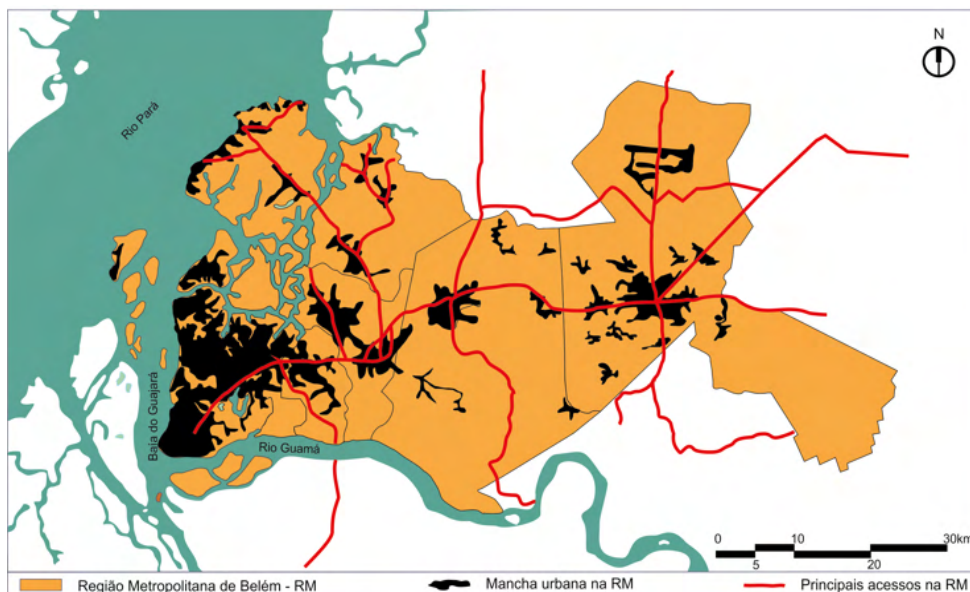 N
Rio Pará
Baía do Guajará
Rio Guamá
0 10 30km
5 20
Região Metropolitana de Belém - RM
Mancha urbana na RM
Principais acessos na RM